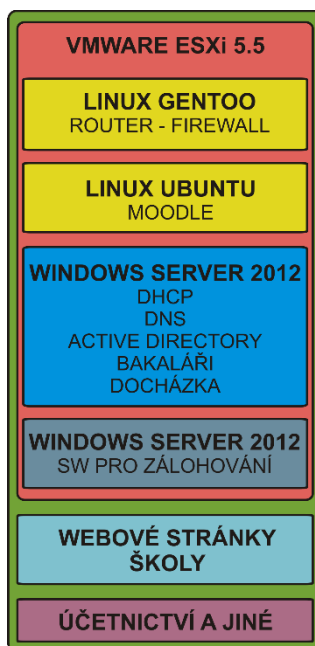 VMWARE ESXi 5.5
LINUX GENTOO
ROUTER - FIREWALL
LINUX UBUNTU
MOODLE
WINDOWS SERVER 2012
DHCP
DNS
ACTIVE DIRECTORY
BAKALÁŘI
DOCHÁZKA
WINDOWS SERVER 2012
SW PRO ZÁLOHOVÁNÍ
WEBOVÉ STRÁNKY
ŠKOLY
ÚČETNICTVÍ A JINÉ